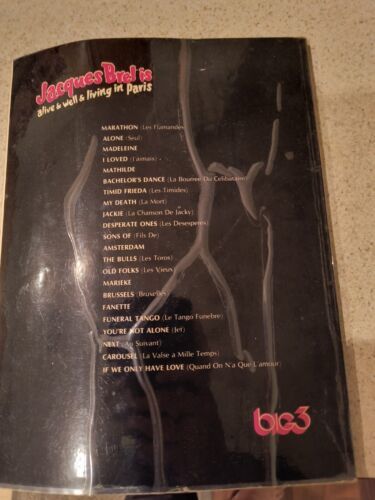 Jacques Brel is
alive & well & living in Paris
MARATHON (Les Flamandes)
ALONE (Seul)
MADELEINE
I LOVED (J'aimais)
MATHILDE
BACHELOR'S DANCE (La Bourree Du Celibataire)
TIMID FRIEDA (Les Timides)
MY DEATH (La Mort)
JACKIE (La Chanson De Jacky)
DESPERATE ONES (Les Desesperes)
SONS OF (Fils De)
AMSTERDAM
THE BULLS (Les Toros)
OLD FOLKS (Les Vieux)
MARIEKE
BRUSSELS (Bruxelles)
FANETTE
FUNERAL TANGO (Le Tango Funebre)
YOU'RE NOT ALONE (Jef)
NEXT (Au Suivant)
CAROUSEL (La Valse a Mille Temps)
IF WE ONLY HAVE LOVE (Quand On N'a Que L'amour)
big3